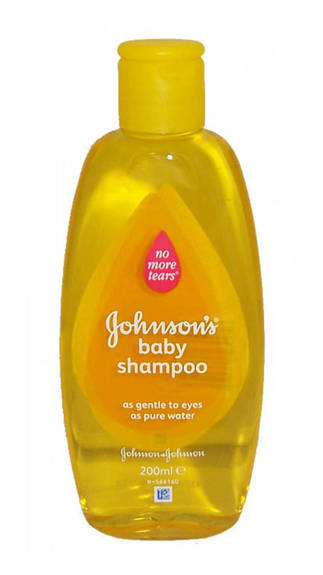 no
more
tears®
Johnson's®
baby
shampoo
as gentle to eyes
as pure water
Johnson & Johnson
200ml ℮